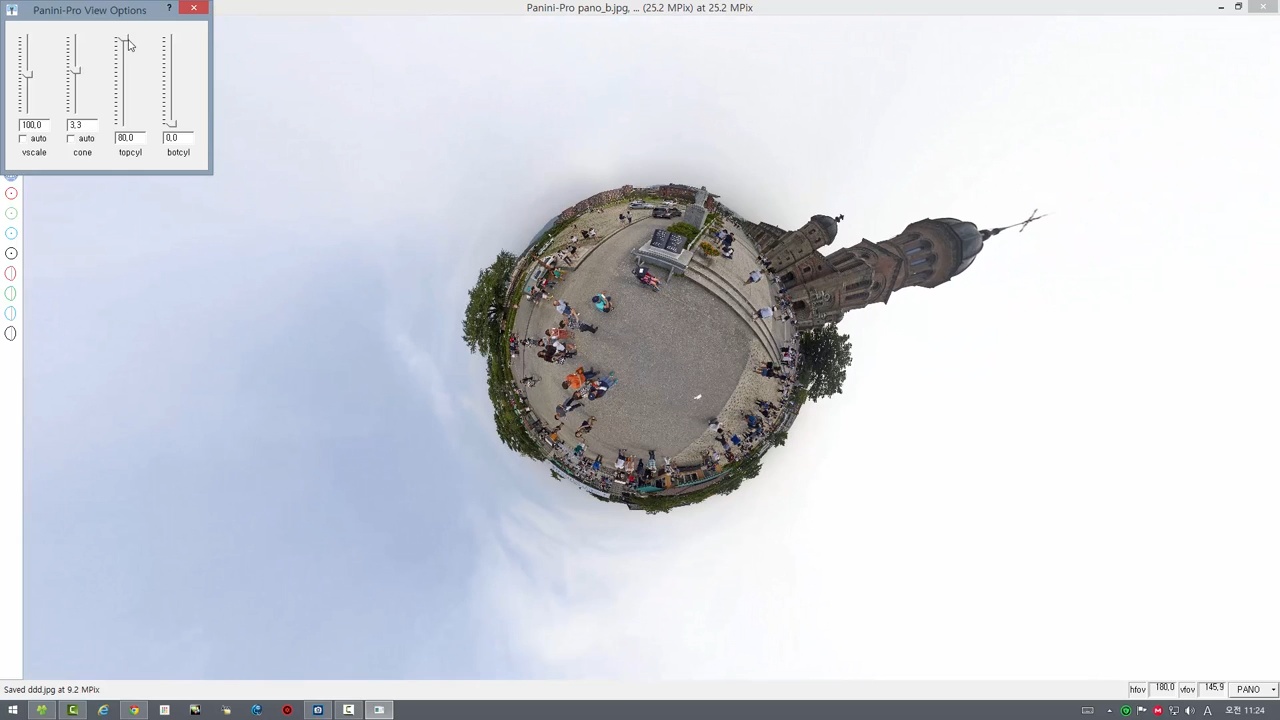 Panini-Pro View Options
?
Panini-Pro pano_b.jpg, ... (25.2 MPix) at 25.2 MPix
100,0
3,3
80,0
0,0
auto
auto
vscale
cone
topcyl
botcyl
Saved ddd.jpg at 9.2 MPix
hfov
180,0
vfov
145,9
PANO
A
오전 11:24